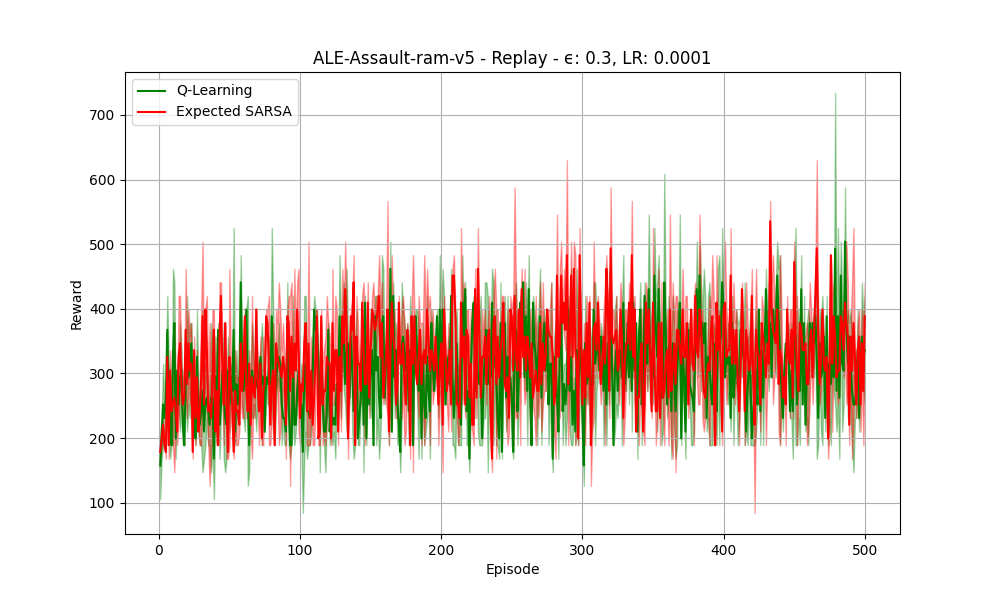 ALE-Assault-ram-v5 - Replay - ϵ: 0.3, LR: 0.0001
Q-Learning
Expected SARSA
Reward
700
600
500
400
300
200
100
0
100
200
300
400
500
Episode